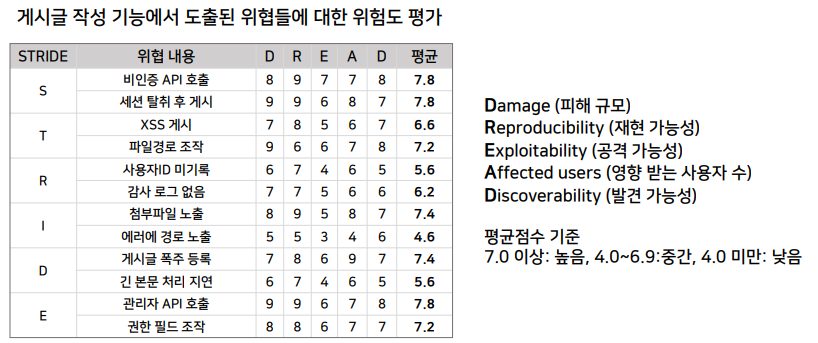 게시글 작성 기능에서 도출된 위협들에 대한 위험도 평가
STRIDE 위협 내용 D R E A D 평균
S
비인증 API 호출 8 9 7 7 8 7.8
세션 탈취 후 게시 9 9 6 8 7 7.8
T
XSS 게시 7 8 5 6 7 6.6
파일경로 조작 9 6 6 7 8 7.2
R
사용자ID 미기록 6 7 4 6 5 5.6
감사 로그 없음 7 7 5 6 6 6.2
I
첨부파일 노출 8 9 5 8 7 7.4
에러에 경로 노출 5 5 3 4 6 4.6
D
게시글 폭주 등록 7 8 6 9 7 7.4
긴 본문 처리 지연 6 7 4 6 5 5.6
E
관리자 API 호출 9 9 6 7 8 7.8
권한 필드 조작 8 8 6 7 7 7.2
Damage (피해 규모)
Reproducibility (재현 가능성)
Exploitability (공격 가능성)
Affected users (영향 받는 사용자 수)
Discoverability (발견 가능성)
평균점수 기준
7.0 이상: 높음, 4.0~6.9:중간, 4.0 미만: 낮음